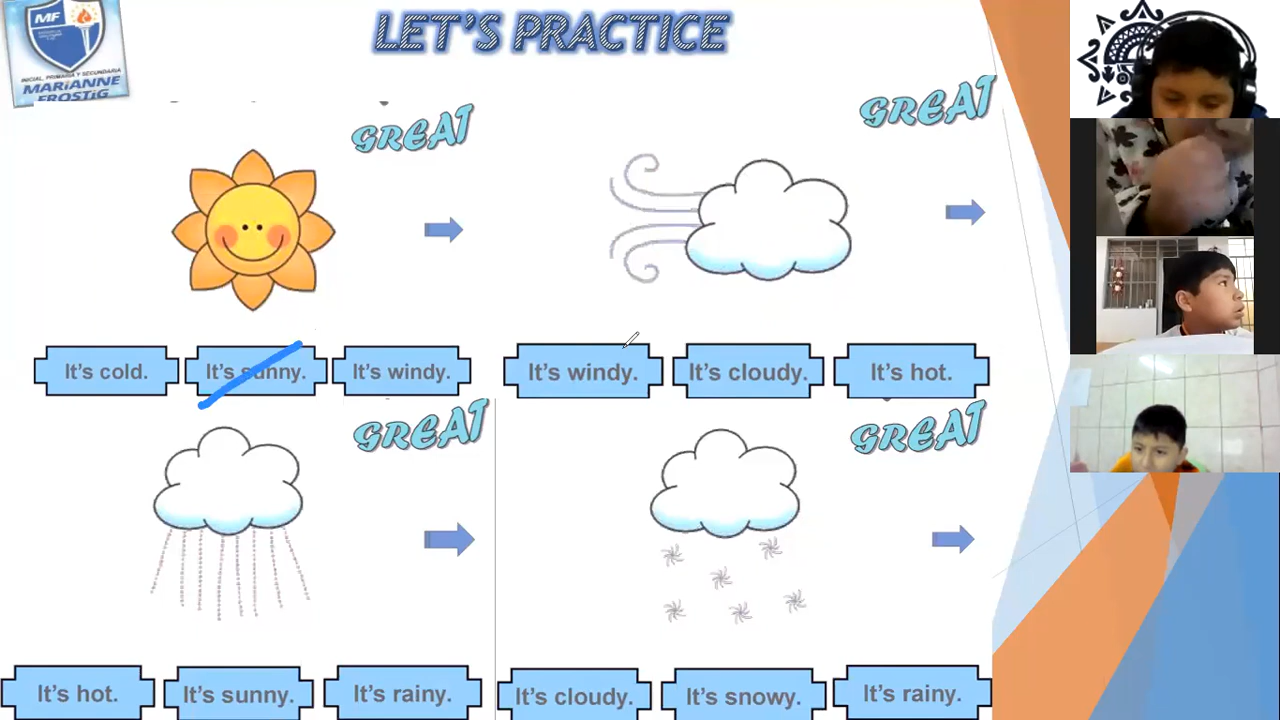 LET'S PRACTICE
MF
INICIAL, PRIMARIA Y SECUNDARIA
MARIANNE
FROSTIG
GREAT
GREAT
It's cold.
It's sunny.
It's windy.
It's windy.
It's cloudy.
It's hot.
GREAT
GREAT
It's hot.
It's sunny.
It's rainy.
It's cloudy.
It's snowy.
It's rainy.